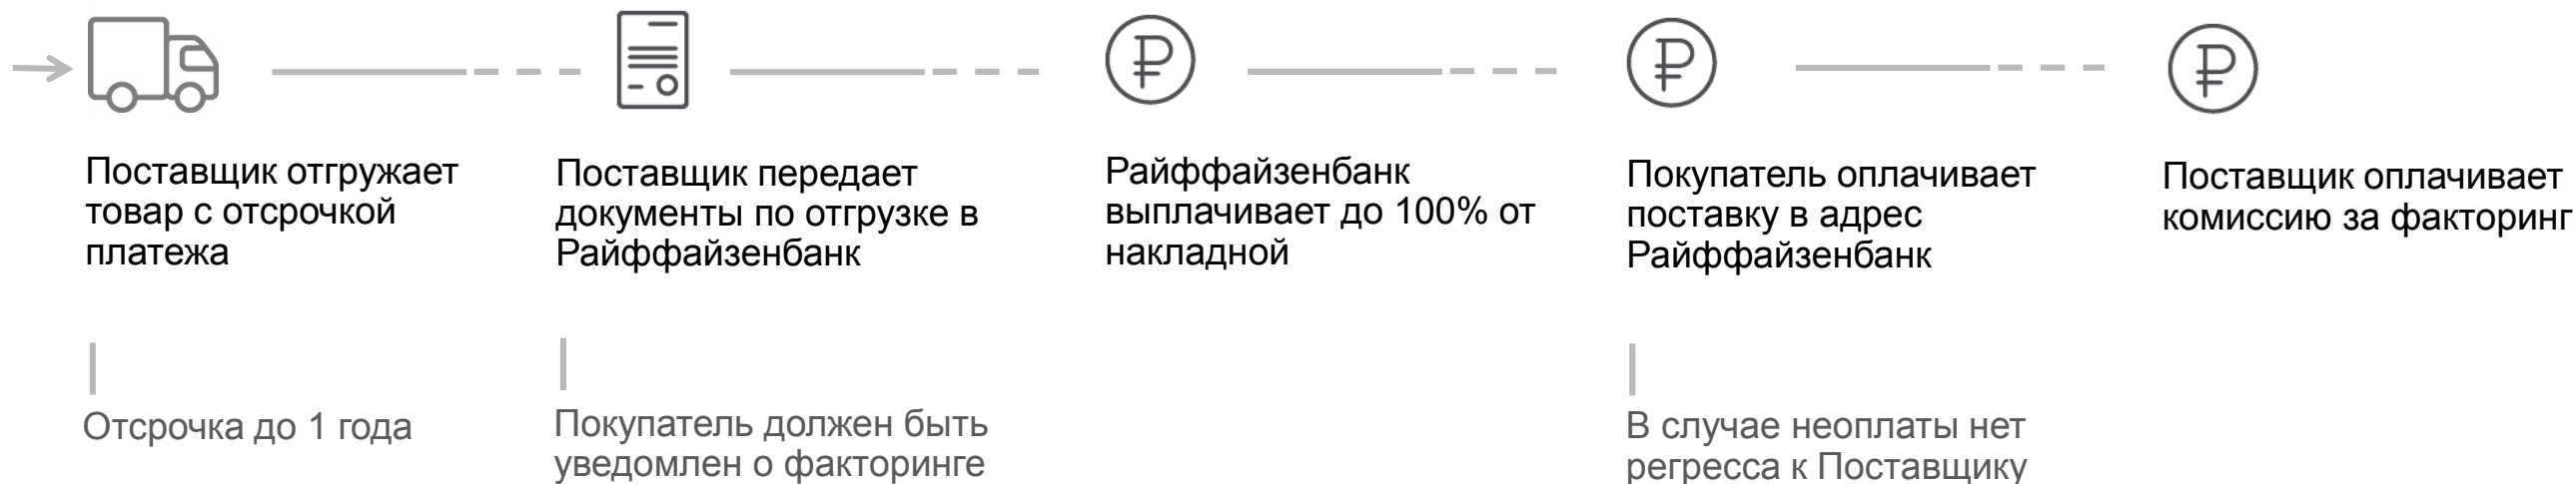 Поставщик отгружает
товар с отсрочкой
платежа
Поставщик передает
документы по отгрузке в
Райффайзенбанк
Райффайзенбанк
выплачивает до 100% от
накладной
Покупатель оплачивает
поставку в адрес
Райффайзенбанк
Поставщик оплачивает
комиссию за факторинг
Отсрочка до 1 года
Покупатель должен быть
уведомлен о факторинге
В случае неоплаты нет
регресса к Поставщику